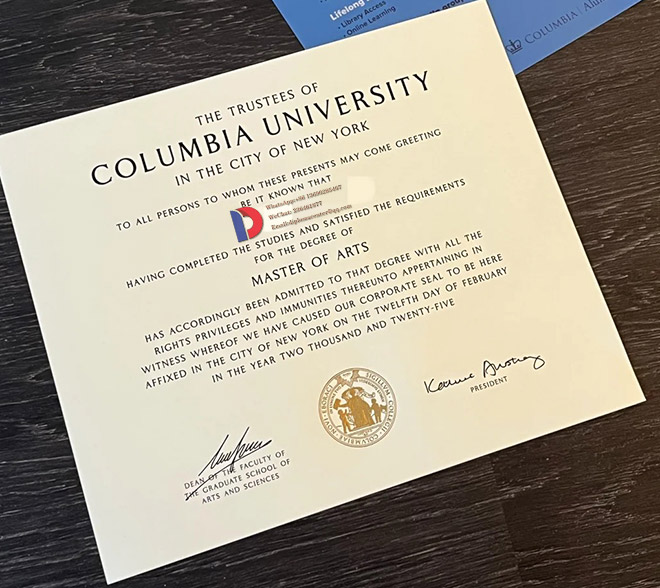 Lifelong
Library Access
Online Learning
COLUMBIA
THE TRUSTEES OF
COLUMBIA UNIVERSITY
IN THE CITY OF NEW YORK
TO ALL PERSONS TO WHOM THESE PRESENTS MAY COME GREETING
BE IT KNOWN THAT
HAVING COMPLETED THE STUDIES AND SATISFIED THE REQUIREMENTS
FOR THE DEGREE OF
MASTER OF ARTS
HAS ACCORDINGLY BEEN ADMITTED TO THAT DEGREE WITH ALL THE
RIGHTS PRIVILEGES AND IMMUNITIES THEREUNTO APPERTAINING IN
WITNESS WHEREOF WE HAVE CAUSED OUR CORPORATE SEAL TO BE HERE
AFFIXED IN THE CITY OF NEW YORK ON THE TWELFTH DAY OF FEBRUARY
IN THE YEAR TWO THOUSAND AND TWENTY-FIVE
PRESIDENT
DEAN OF THE FACULTY OF
THE GRADUATE SCHOOL OF
ARTS AND SCIENCES